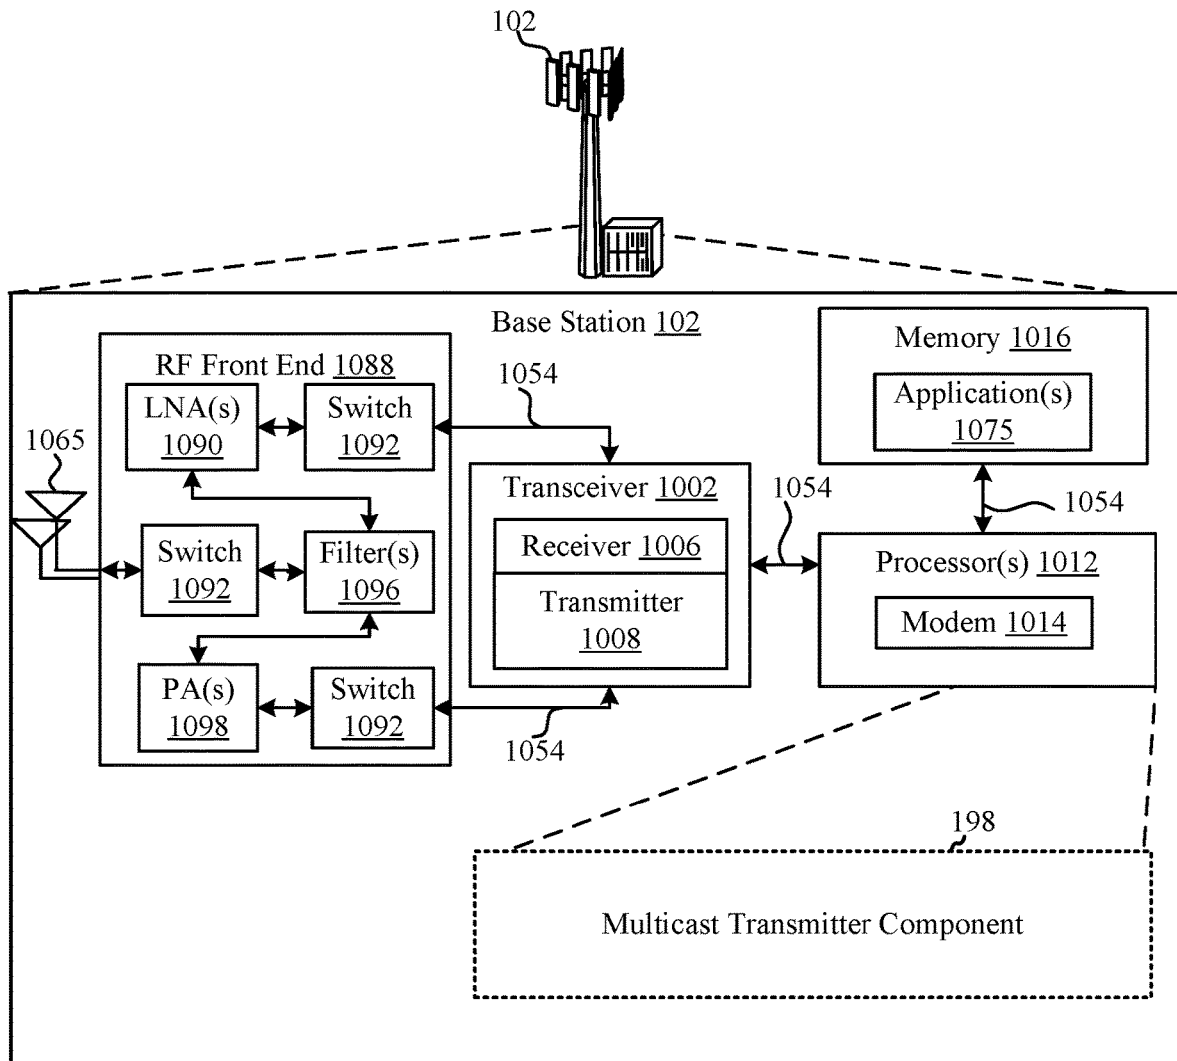 102
Base Station 102
RF Front End 1088
LNA(s)
1090
Switch
1092
1054
Memory 1016
Application(s)
1075
1065
Transceiver 1002
Receiver 1006
Transmitter
1008
1054
1054
Switch
1092
Filter(s)
1096
Processor(s) 1012
Modem 1014
PA(s)
1098
Switch
1092
1054
198
Multicast Transmitter Component